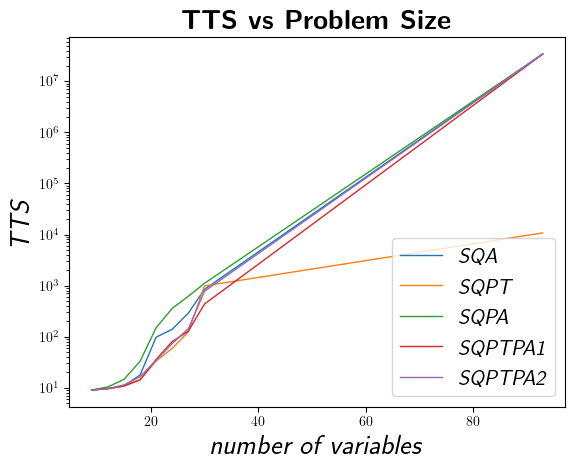 TTS vs Problem Size
TTS
10^7
10^6
10^5
10^4
10^3
10^2
10^1
20
40
60
80
number of variables
SQA
SQPT
SQPA
SQPTPA1
SQPTPA2